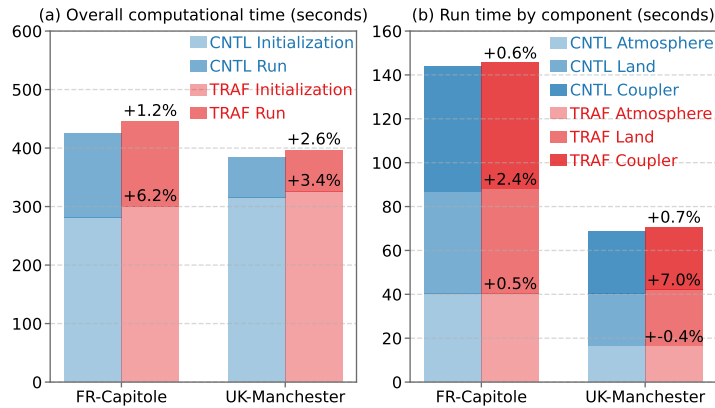 (a) Overall computational time (seconds)
600
500
400
300
200
100
0
CNTL Initialization
CNTL Run
TRAF Initialization
TRAF Run
+1.2%
+6.2%
+2.6%
+3.4%
FR-Capitole
UK-Manchester
(b) Run time by component (seconds)
160
140
120
100
80
60
40
20
0
+0.6%
CNTL Atmosphere
CNTL Land
CNTL Coupler
TRAF Atmosphere
TRAF Land
TRAF Coupler
+2.4%
+0.5%
+0.7%
+7.0%
+-0.4%
FR-Capitole
UK-Manchester